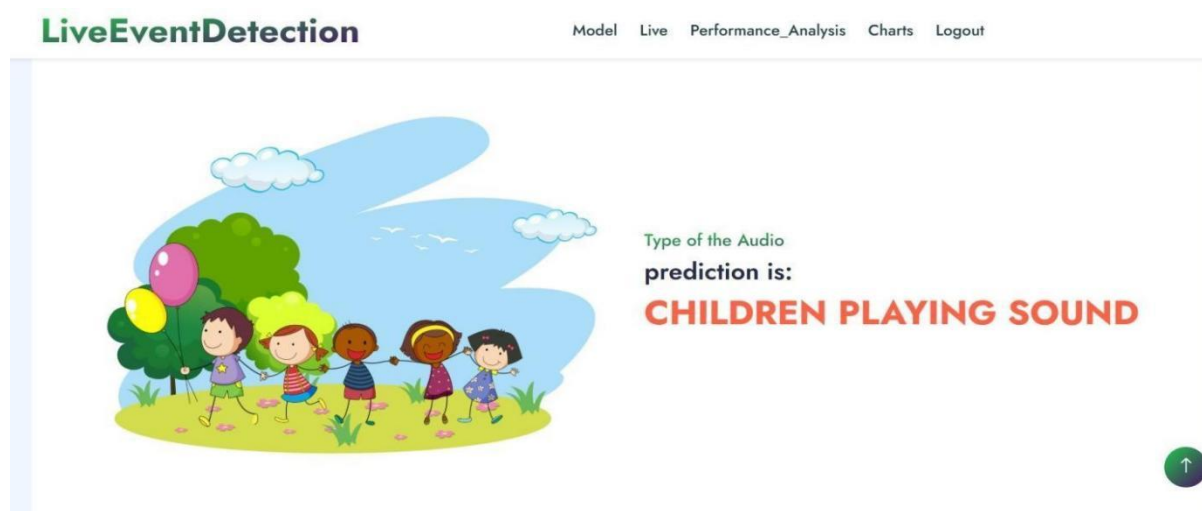 LiveEventDetection
Model Live Performance_Analysis Charts Logout
Type of the Audio
prediction is:
CHILDREN PLAYING SOUND